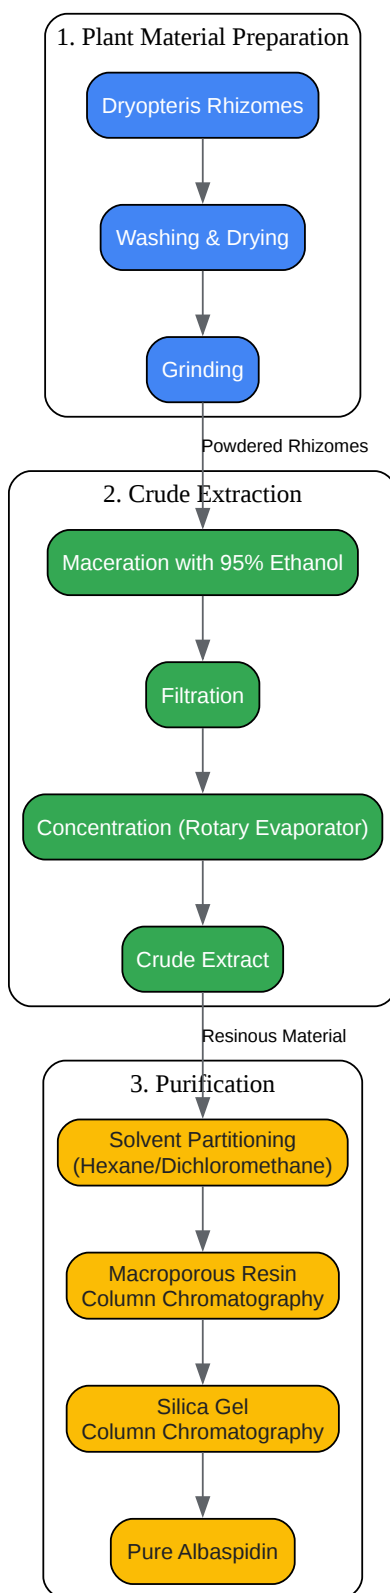 1. Plant Material Preparation
Dryopteris Rhizomes
Washing & Drying
Grinding
Powdered Rhizomes
2. Crude Extraction
Maceration with 95% Ethanol
Filtration
Concentration (Rotary Evaporator)
Crude Extract
Resinous Material
3. Purification
Solvent Partitioning
(Hexane/Dichloromethane)
Macroporous Resin
Column Chromatography
Silica Gel
Column Chromatography
Pure Albaspidin